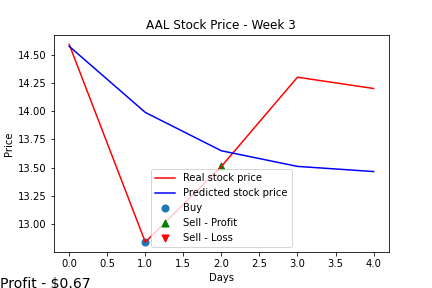 AAL Stock Price - Week 3
14.50
14.25
14.00
13.75
13.50
13.25
13.00
Price
Real stock price
Predicted stock price
Buy
Sell - Profit
Sell - Loss
0.0 0.5 1.0 1.5 2.0 2.5 3.0 3.5 4.0
Days
Profit - $0.67